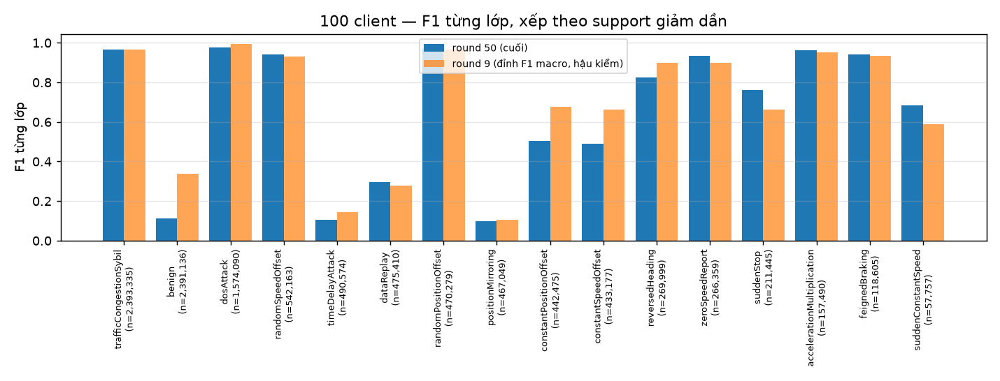 100 client — F1 từng lớp, xếp theo support giảm dần
round 50 (cuối)
round 9 (đỉnh F1 macro, hậu kiểm)
F1 từng lớp
1.0
0.8
0.6
0.4
0.2
0.0
trafficCongestionSybil
(n=2,393,335)
benign
(n=2,391,136)
dosAttack
(n=1,574,090)
randomSpeedOffset
(n=542,163)
timeDelayAttack
(n=490,574)
dataReplay
(n=475,410)
randomPositionOffset
(n=470,279)
positionMirroring
(n=467,049)
constantPositionOffset
(n=442,475)
constantSpeedOffset
(n=433,177)
reversedHeading
(n=269,999)
zeroSpeedReport
(n=266,359)
suddenStop
(n=211,445)
accelerationMultiplication
(n=157,490)
feignedBraking
(n=118,605)
suddenConstantSpeed
(n=57,757)